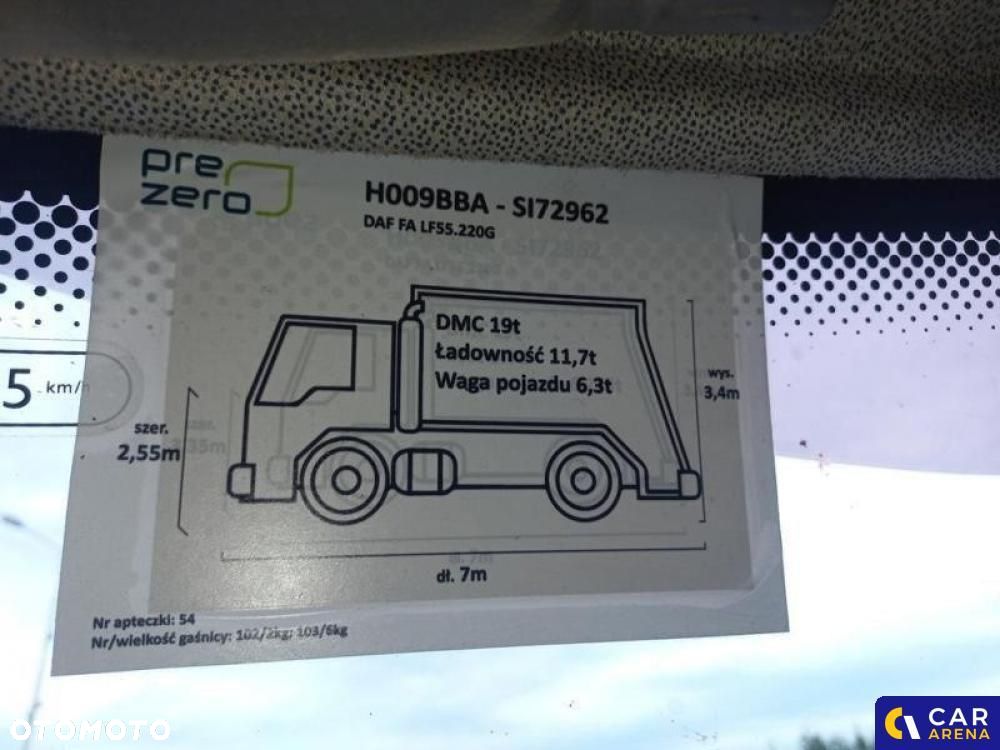 pre
zero
H009BBA - SI72962
DAF FA LF55.220G
DMC 19t
Ładowność 11,7t
Waga pojazdu 6,3t
wys.
3,4m
5 km/h
szer.
2,55m
dł. 7m
Nr apteczki: 54
Nr/wielkość gaśnicy: 102/2kg; 103/6kg
OTOMOTO
CAR
ARENA